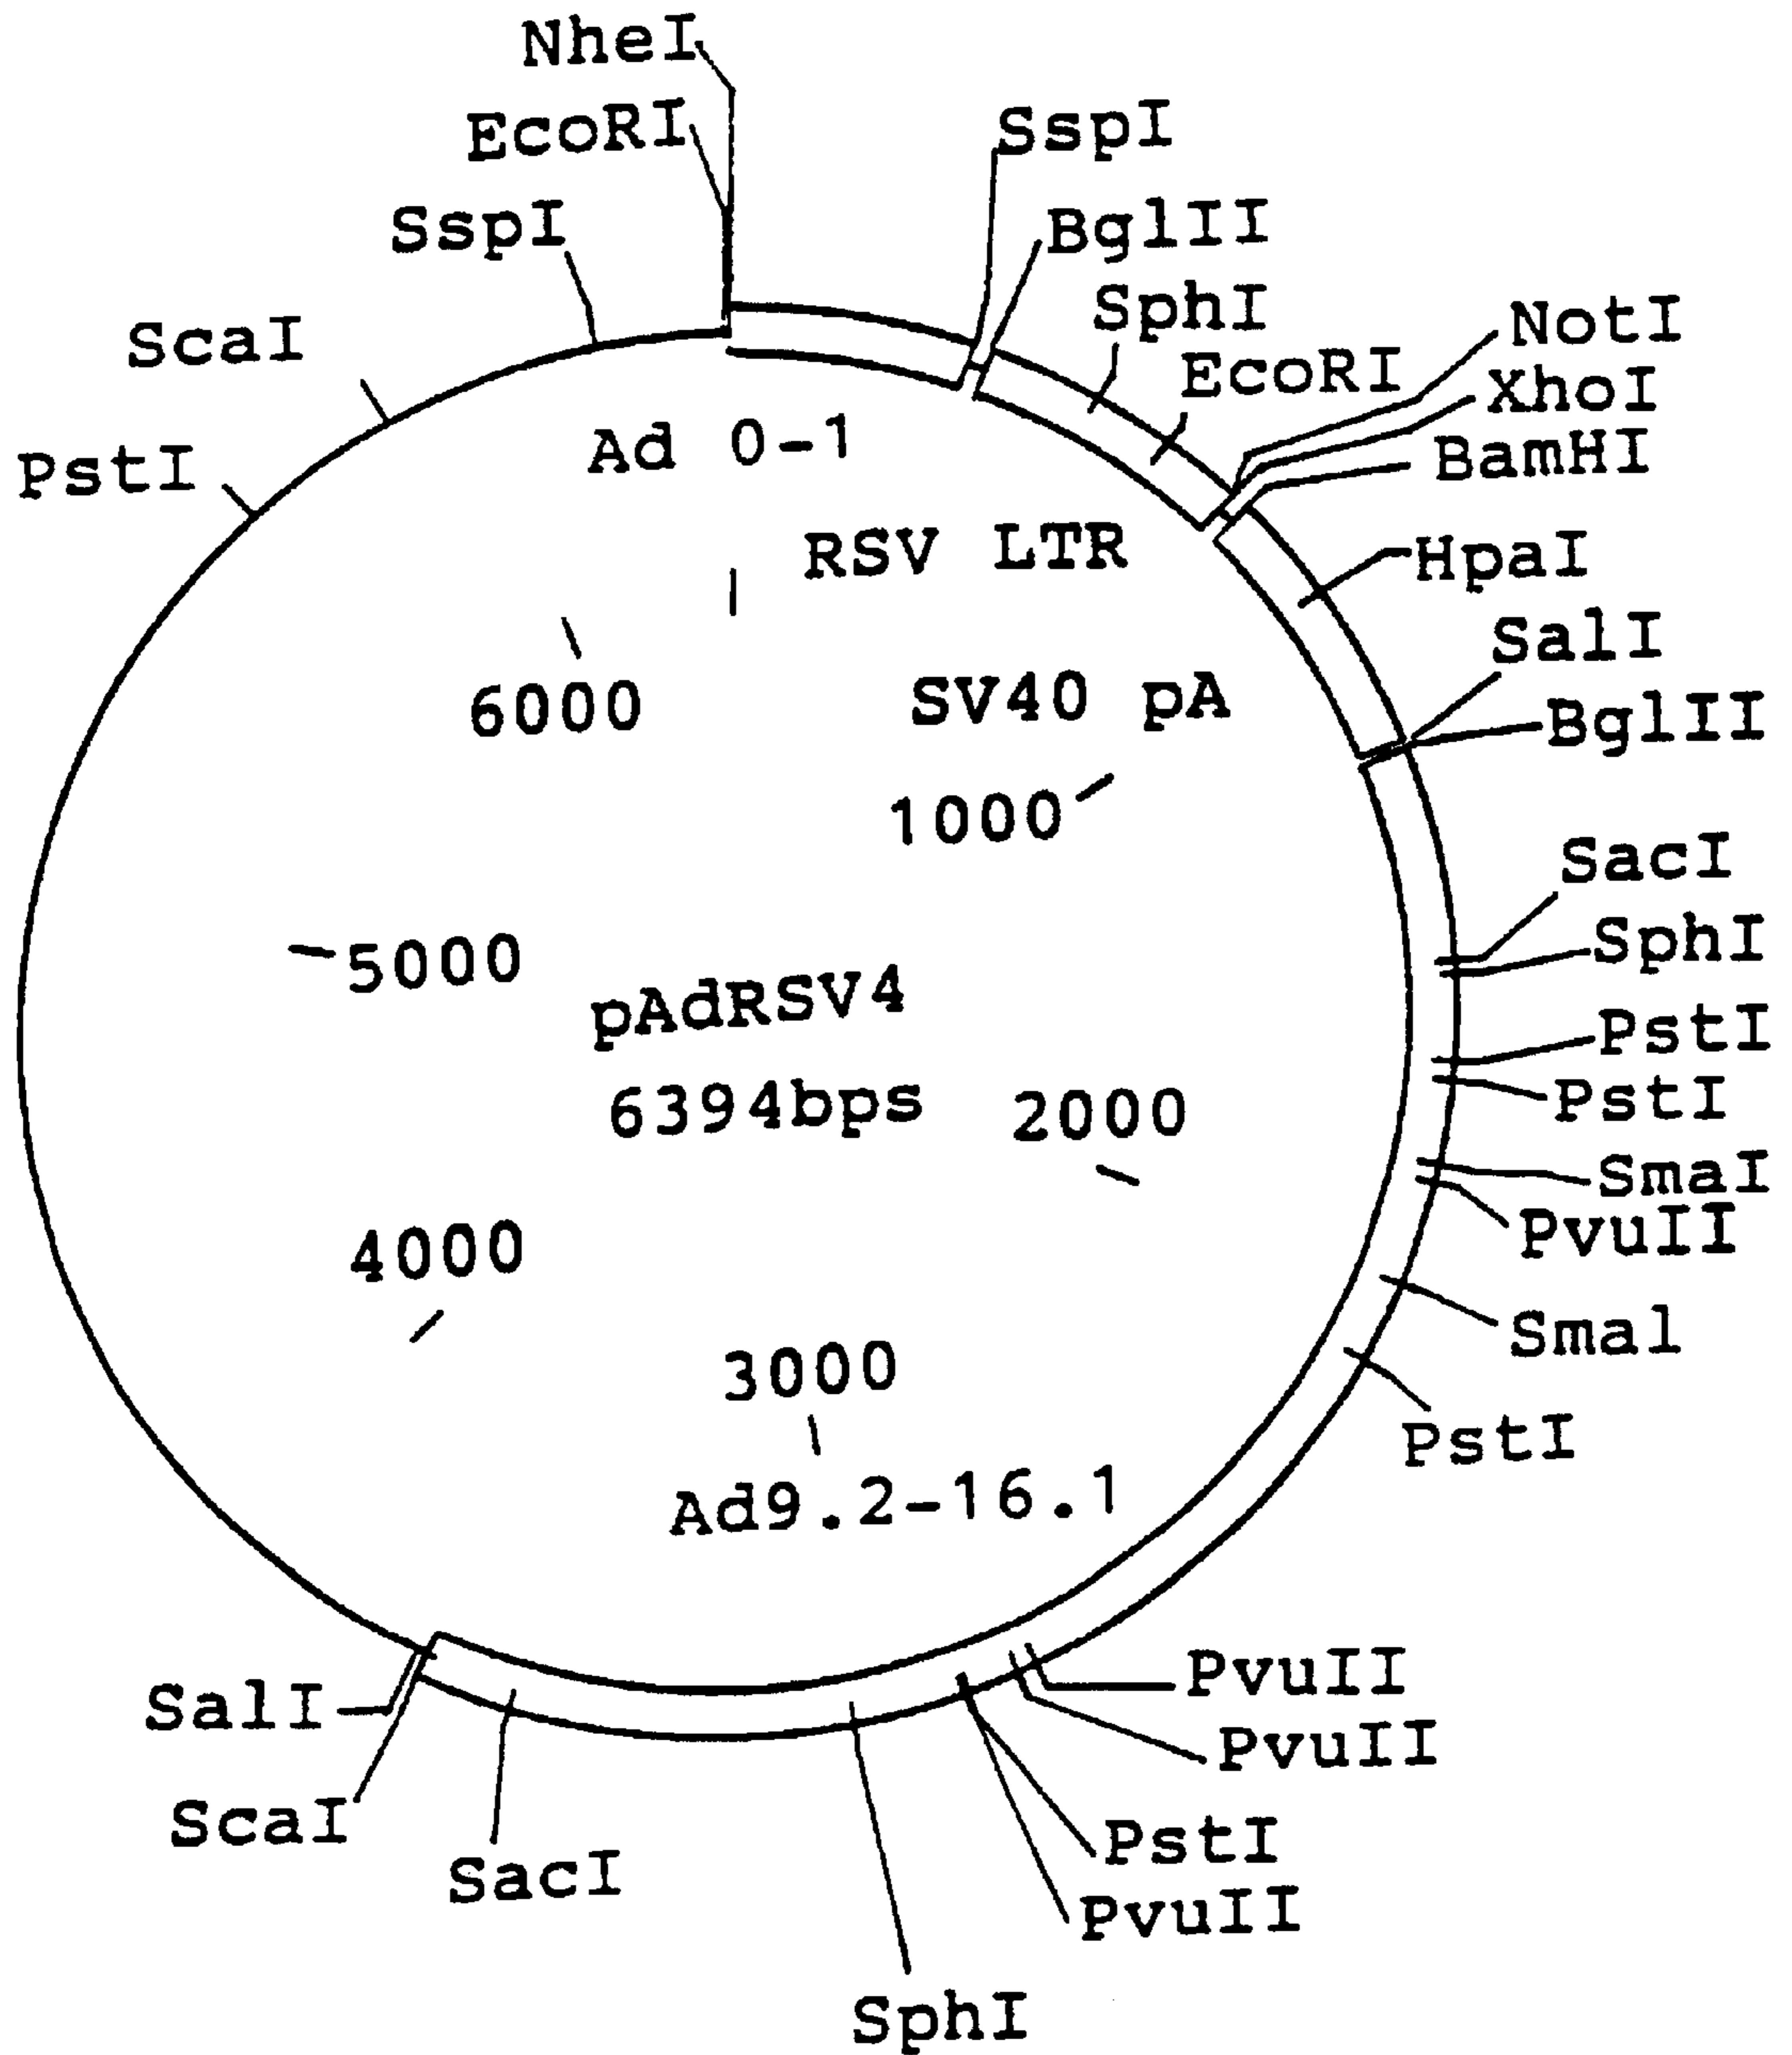 NheI
EcoRI
SspI
ScaI
PstI
SspI
BglII
SphI
EcoRI
NotI
XhoI
BamHI
HpaI
SalI
BglII
SacI
SphI
PstI
PstI
SmaI
PvuII
Smal
PstI
PvuII
PvuII
PstI
PvuII
SphI
SacI
ScaI
SalI
Ad 0-1
RSV LTR
SV40 pA
6000
1000
5000
pAdRSV4
6394bps
2000
4000
3000
Ad9.2-16.1